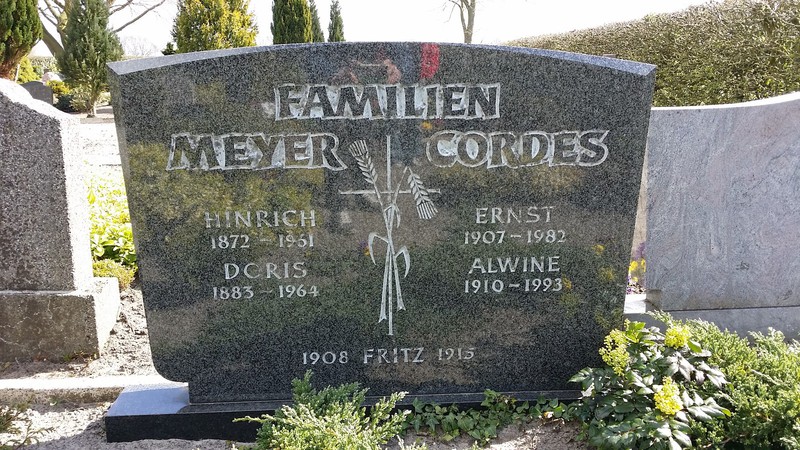 FAMILIEN
MEYER CORDES
HINRICH ERNST
1872 - 1961 1907 - 1982
DORIS ALWINE
1883 - 1964 1910 - 1993
1908 FRITZ 1915